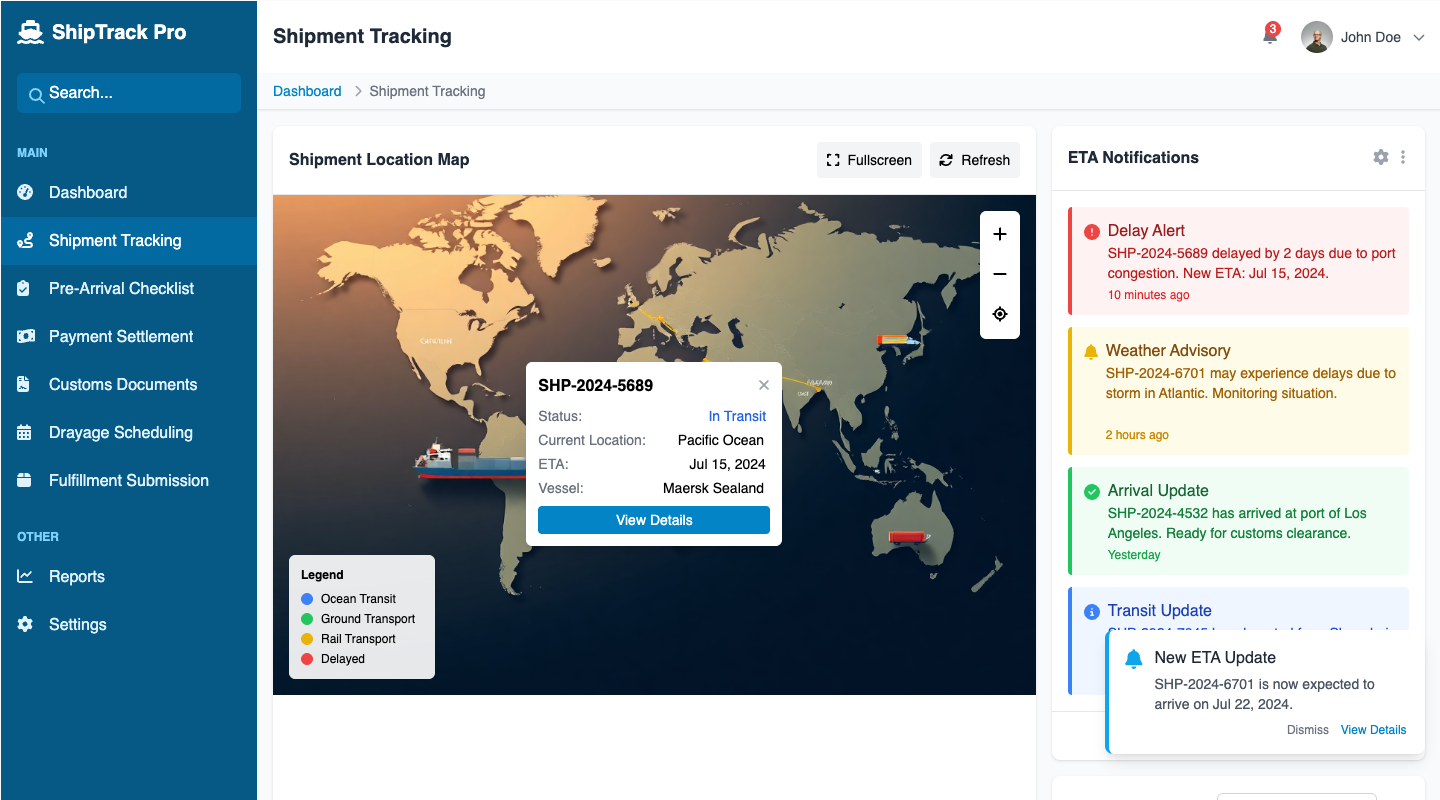 ShipTrack Pro
Search...
MAIN
Dashboard
Shipment Tracking
Pre-Arrival Checklist
Payment Settlement
Customs Documents
Drayage Scheduling
Fulfillment Submission
OTHER
Reports
Settings
Shipment Tracking
3
John Doe
Dashboard
Shipment Tracking
Shipment Location Map
Fullscreen
Refresh
SHP-2024-5689
Status:
In Transit
Current Location:
Pacific Ocean
ETA:
Jul 15, 2024
Vessel:
Maersk Sealand
View Details
Legend
Ocean Transit
Ground Transport
Rail Transport
Delayed
ETA Notifications
Delay Alert
SHP-2024-5689 delayed by 2 days due to port
congestion. New ETA: Jul 15, 2024.
10 minutes ago
Weather Advisory
SHP-2024-6701 may experience delays due to
storm in Atlantic. Monitoring situation.
2 hours ago
Arrival Update
SHP-2024-4532 has arrived at port of Los
Angeles. Ready for customs clearance.
Yesterday
Transit Update
New ETA Update
SHP-2024-6701 is now expected to
arrive on Jul 22, 2024.
Dismiss
View Details